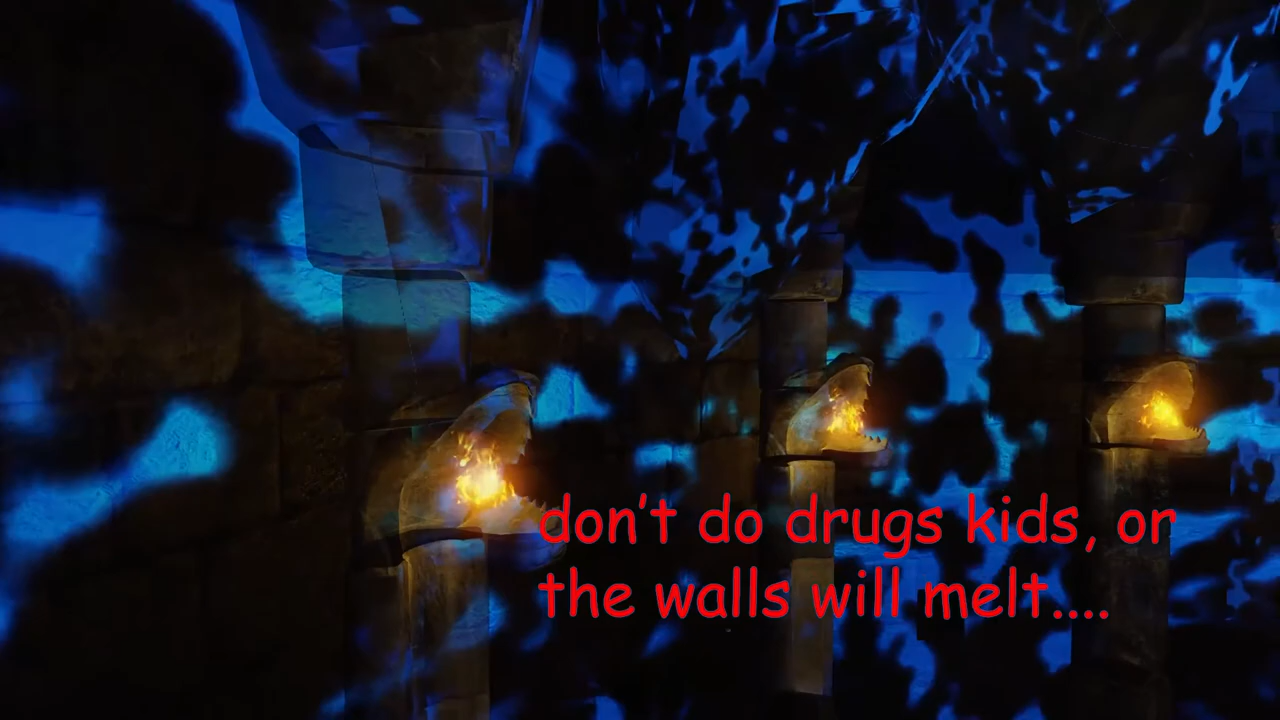 don't do drugs kids, or
the walls will melt....